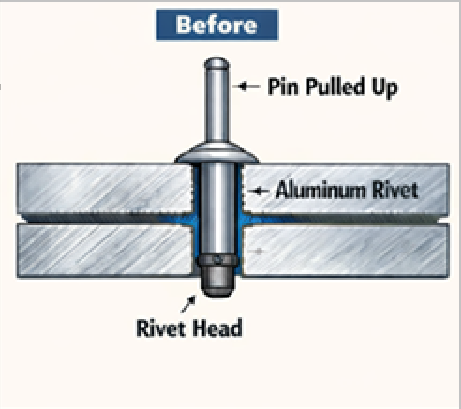 Before
Pin Pulled Up
Aluminum Rivet
Rivet Head